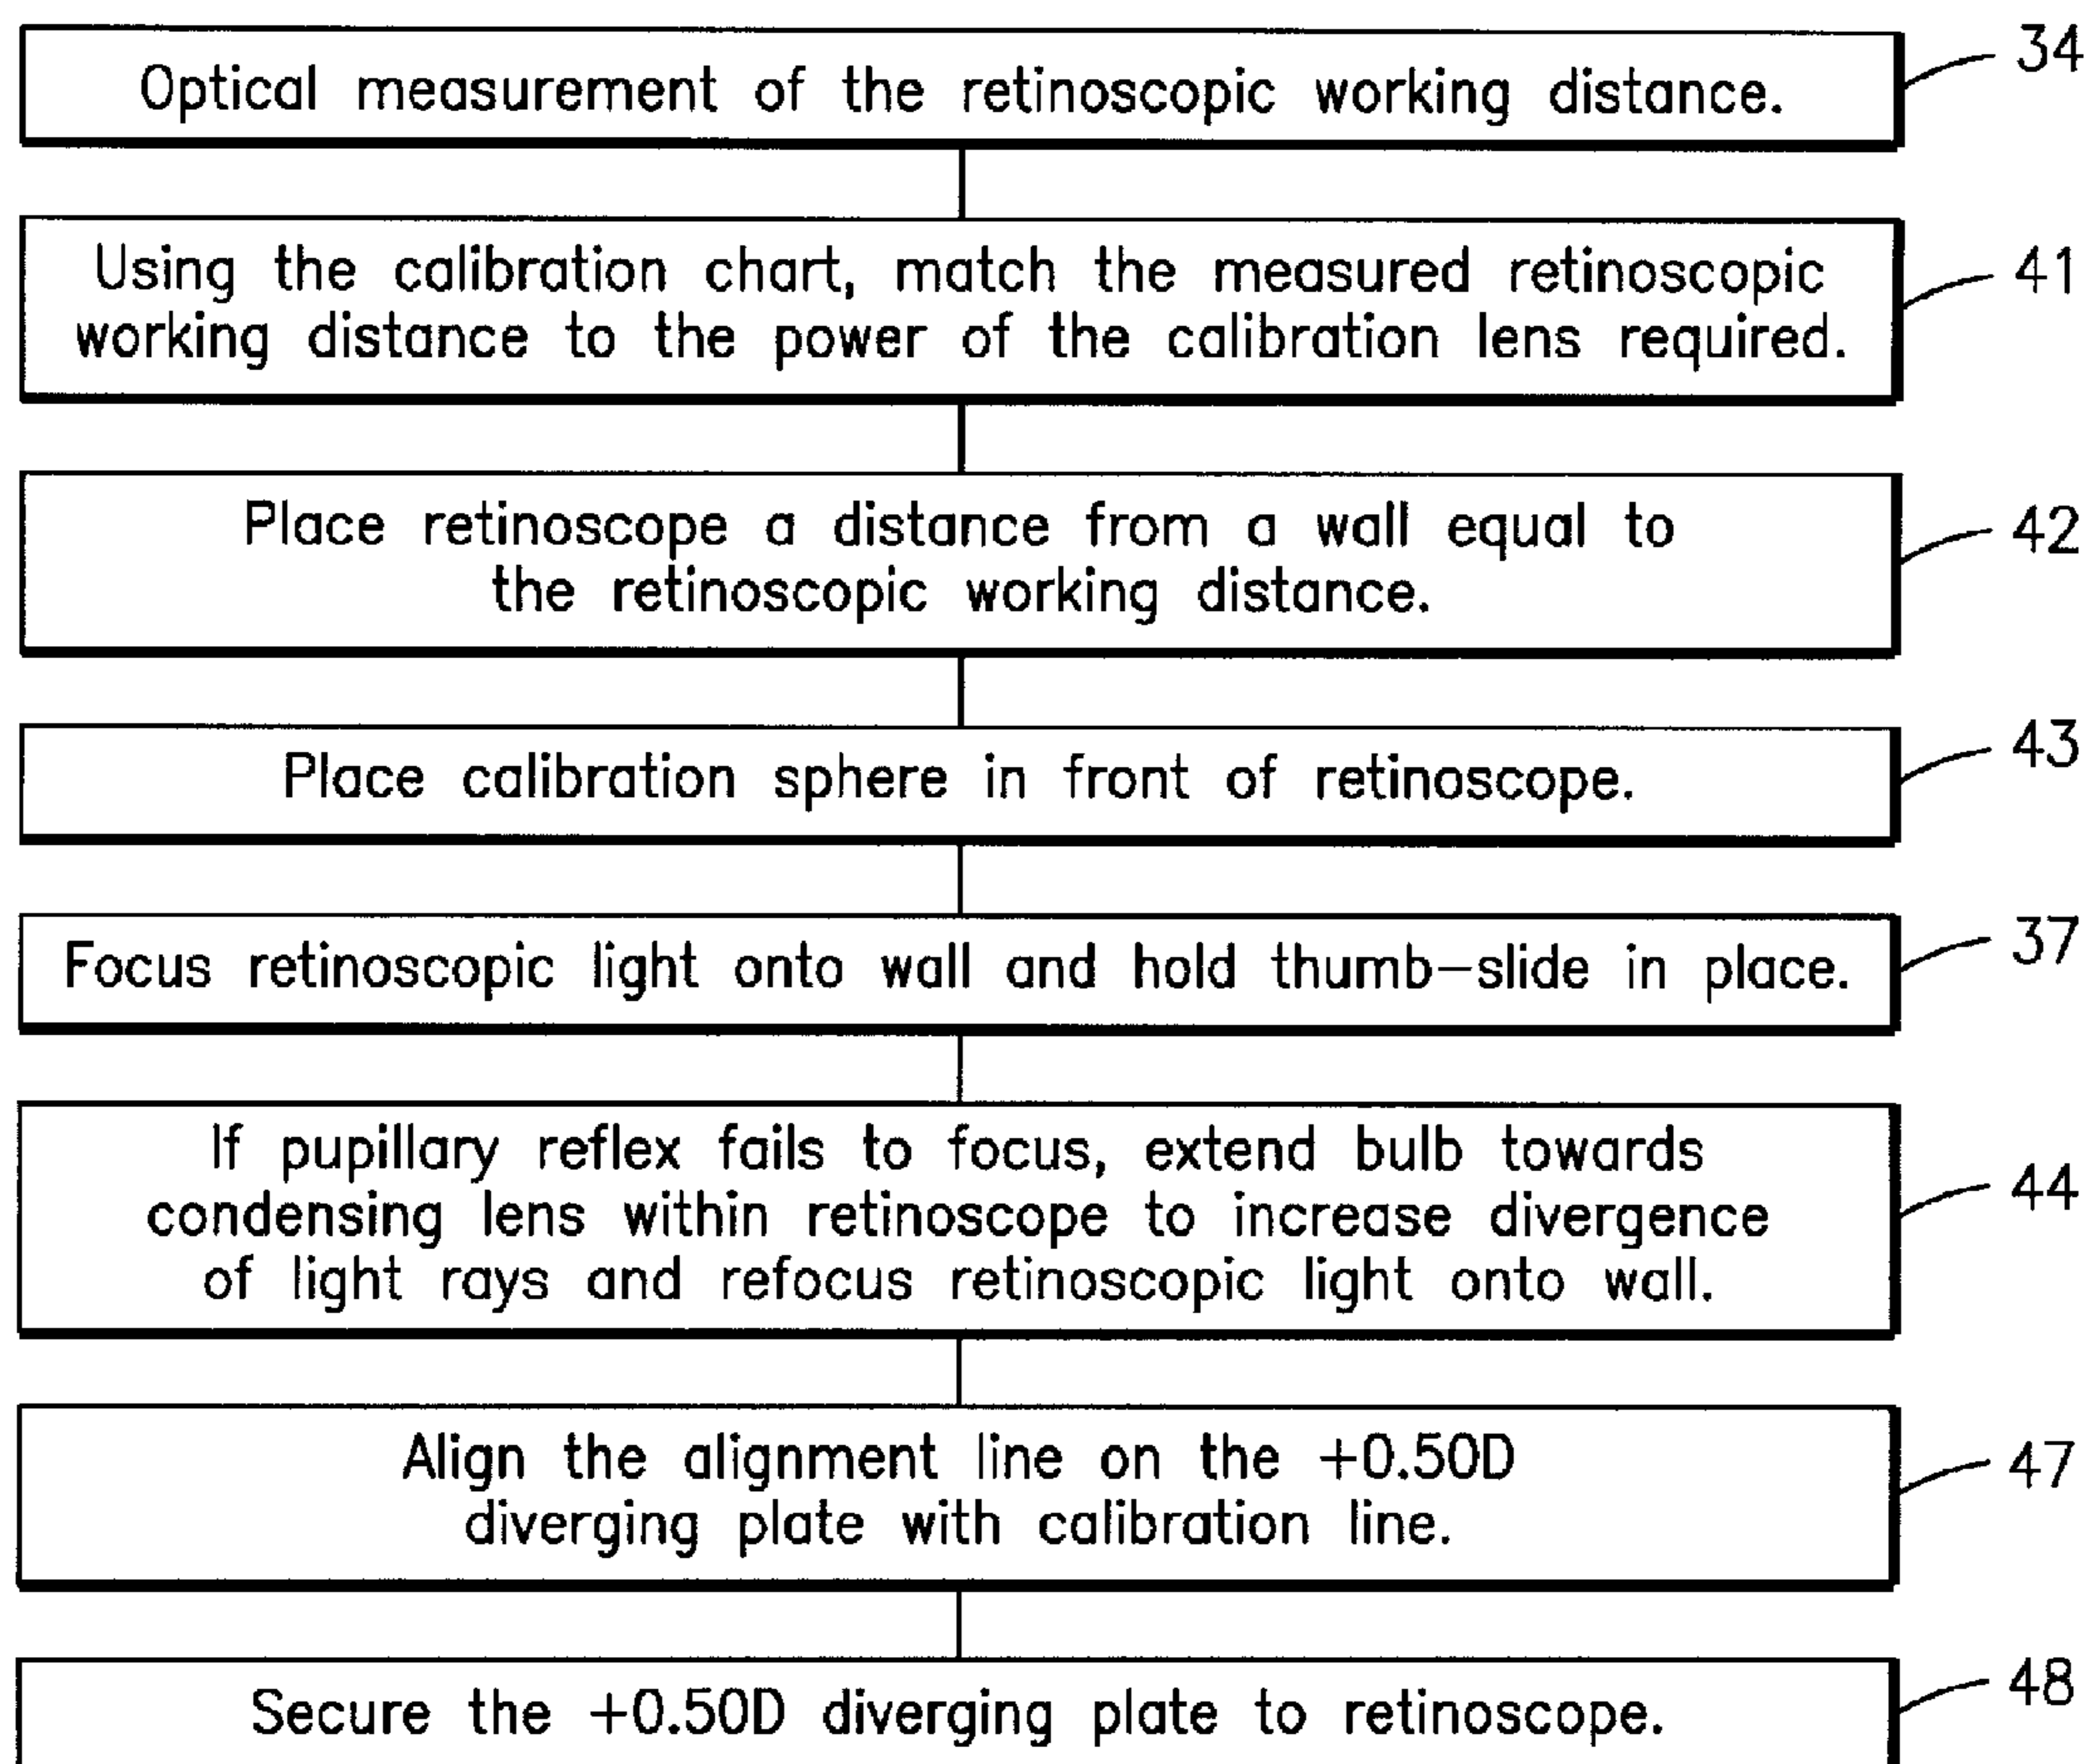 Optical measurement of the retinoscopic working distance.
34
Using the calibration chart, match the measured retinoscopic
working distance to the power of the calibration lens required.
41
Place retinoscope a distance from a wall equal to
the retinoscopic working distance.
42
Place calibration sphere in front of retinoscope.
43
Focus retinoscopic light onto wall and hold thumb-slide in place.
37
If pupillary reflex fails to focus, extend bulb towards
condensing lens within retinoscope to increase divergence
of light rays and refocus retinoscopic light onto wall.
44
Align the alignment line on the +0.50D
diverging plate with calibration line.
47
Secure the +0.50D diverging plate to retinoscope.
48